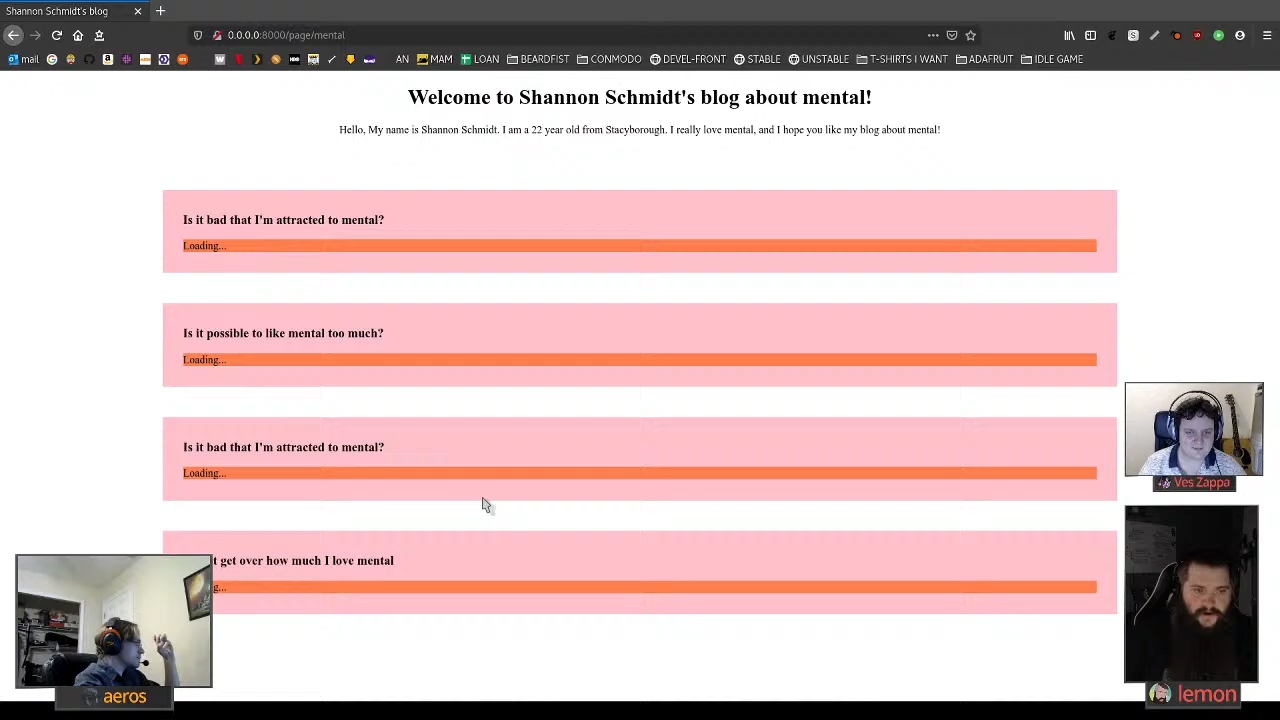 Shannon Schmidt's blog
0.0.0.0:8000/page/mental
mail
AN
MAM
LOAN
BEARDFIST
CONMODO
DEVEL-FRONT
STABLE
UNSTABLE
T-SHIRTS I WANT
ADAFRUIT
IDLE GAME
Welcome to Shannon Schmidt's blog about mental!
Hello, My name is Shannon Schmidt. I am a 22 year old from Stacyborough. I really love mental, and I hope you like my blog about mental!
Is it bad that I'm attracted to mental?
Loading...
Is it possible to like mental too much?
Loading...
Is it bad that I'm attracted to mental?
Loading...
t get over how much I love mental
g...
Ves Zappa
aeros
lemon